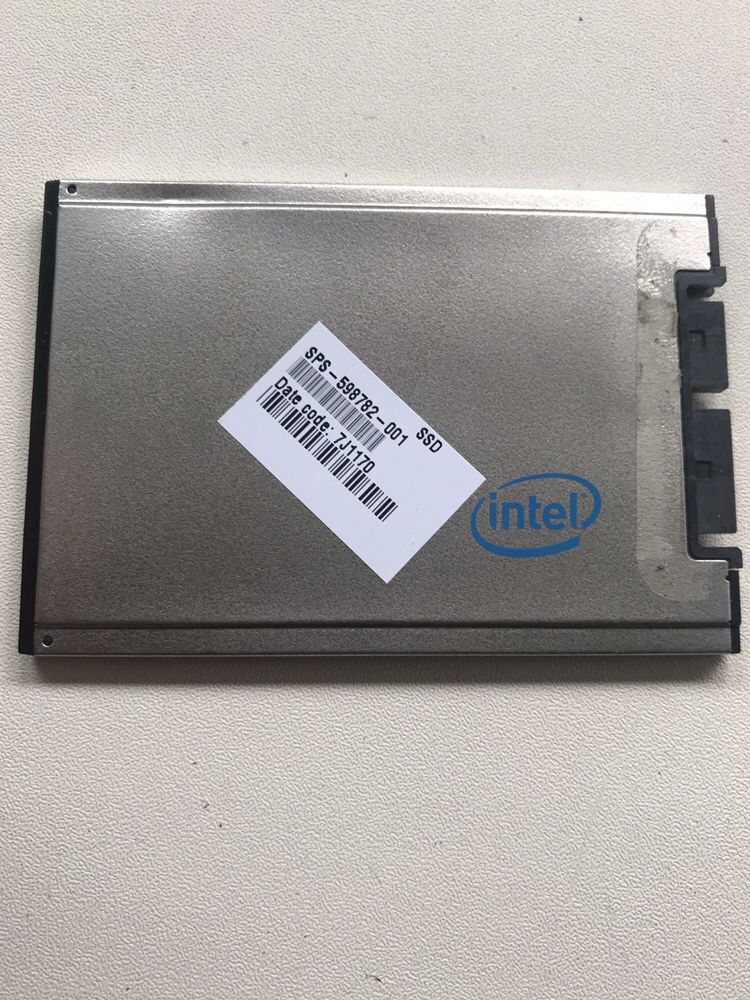 SPS-598782-001 SSD
Date code: 7J1170
intel